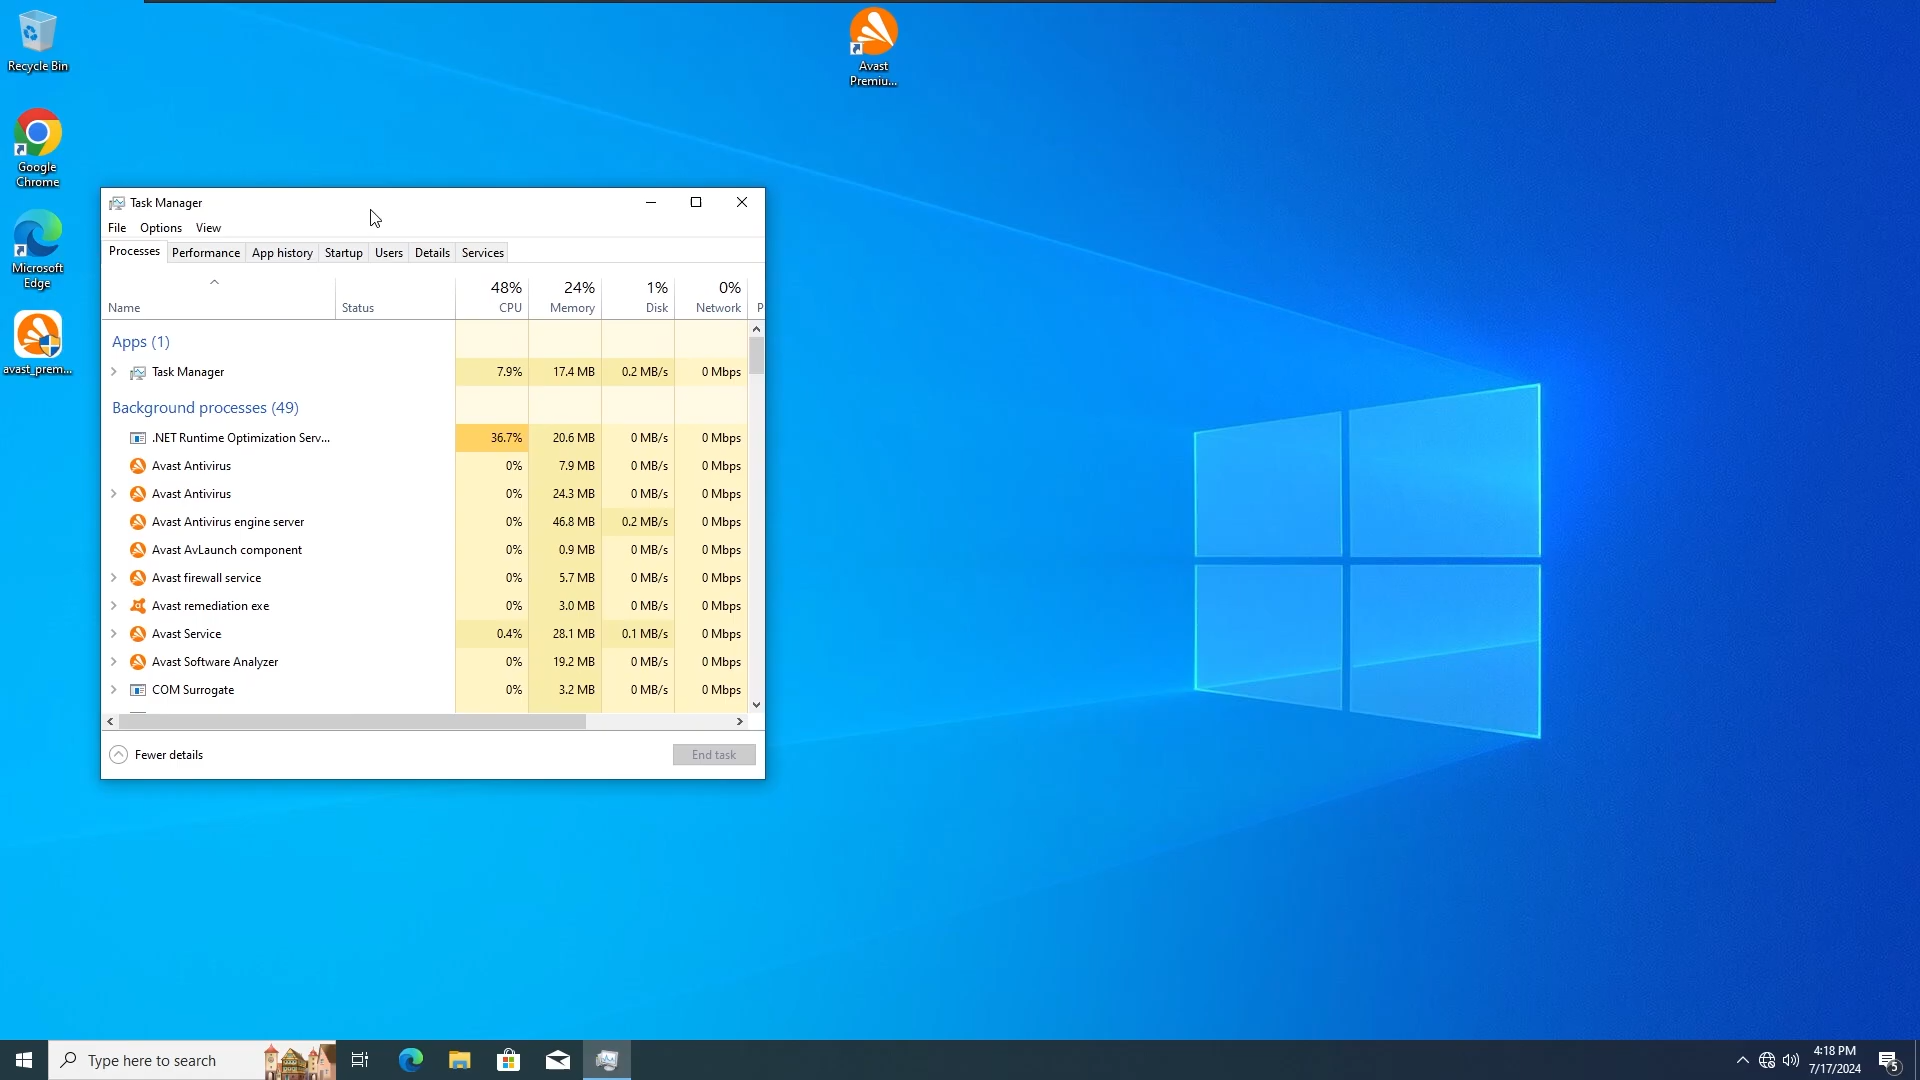 Recycle Bin
Google
Chrome
Microsoft
Edge
avast_prem...
Avast
Premiu...
Task Manager
File Options View
Processes Performance App history Startup Users Details Services
48% 24% 1% 0%
Name Status CPU Memory Disk Network P
Apps (1)
Task Manager 7.9% 17.4 MB 0.2 MB/s 0 Mbps
Background processes (49)
.NET Runtime Optimization Serv... 36.7% 20.6 MB 0 MB/s 0 Mbps
Avast Antivirus 0% 7.9 MB 0 MB/s 0 Mbps
Avast Antivirus 0% 24.3 MB 0 MB/s 0 Mbps
Avast Antivirus engine server 0% 46.8 MB 0.2 MB/s 0 Mbps
Avast AvLaunch component 0% 0.9 MB 0 MB/s 0 Mbps
Avast firewall service 0% 5.7 MB 0 MB/s 0 Mbps
Avast remediation exe 0% 3.0 MB 0 MB/s 0 Mbps
Avast Service 0.4% 28.1 MB 0.1 MB/s 0 Mbps
Avast Software Analyzer 0% 19.2 MB 0 MB/s 0 Mbps
COM Surrogate 0% 3.2 MB 0 MB/s 0 Mbps
Fewer details End task
Type here to search
4:18 PM
7/17/2024
5